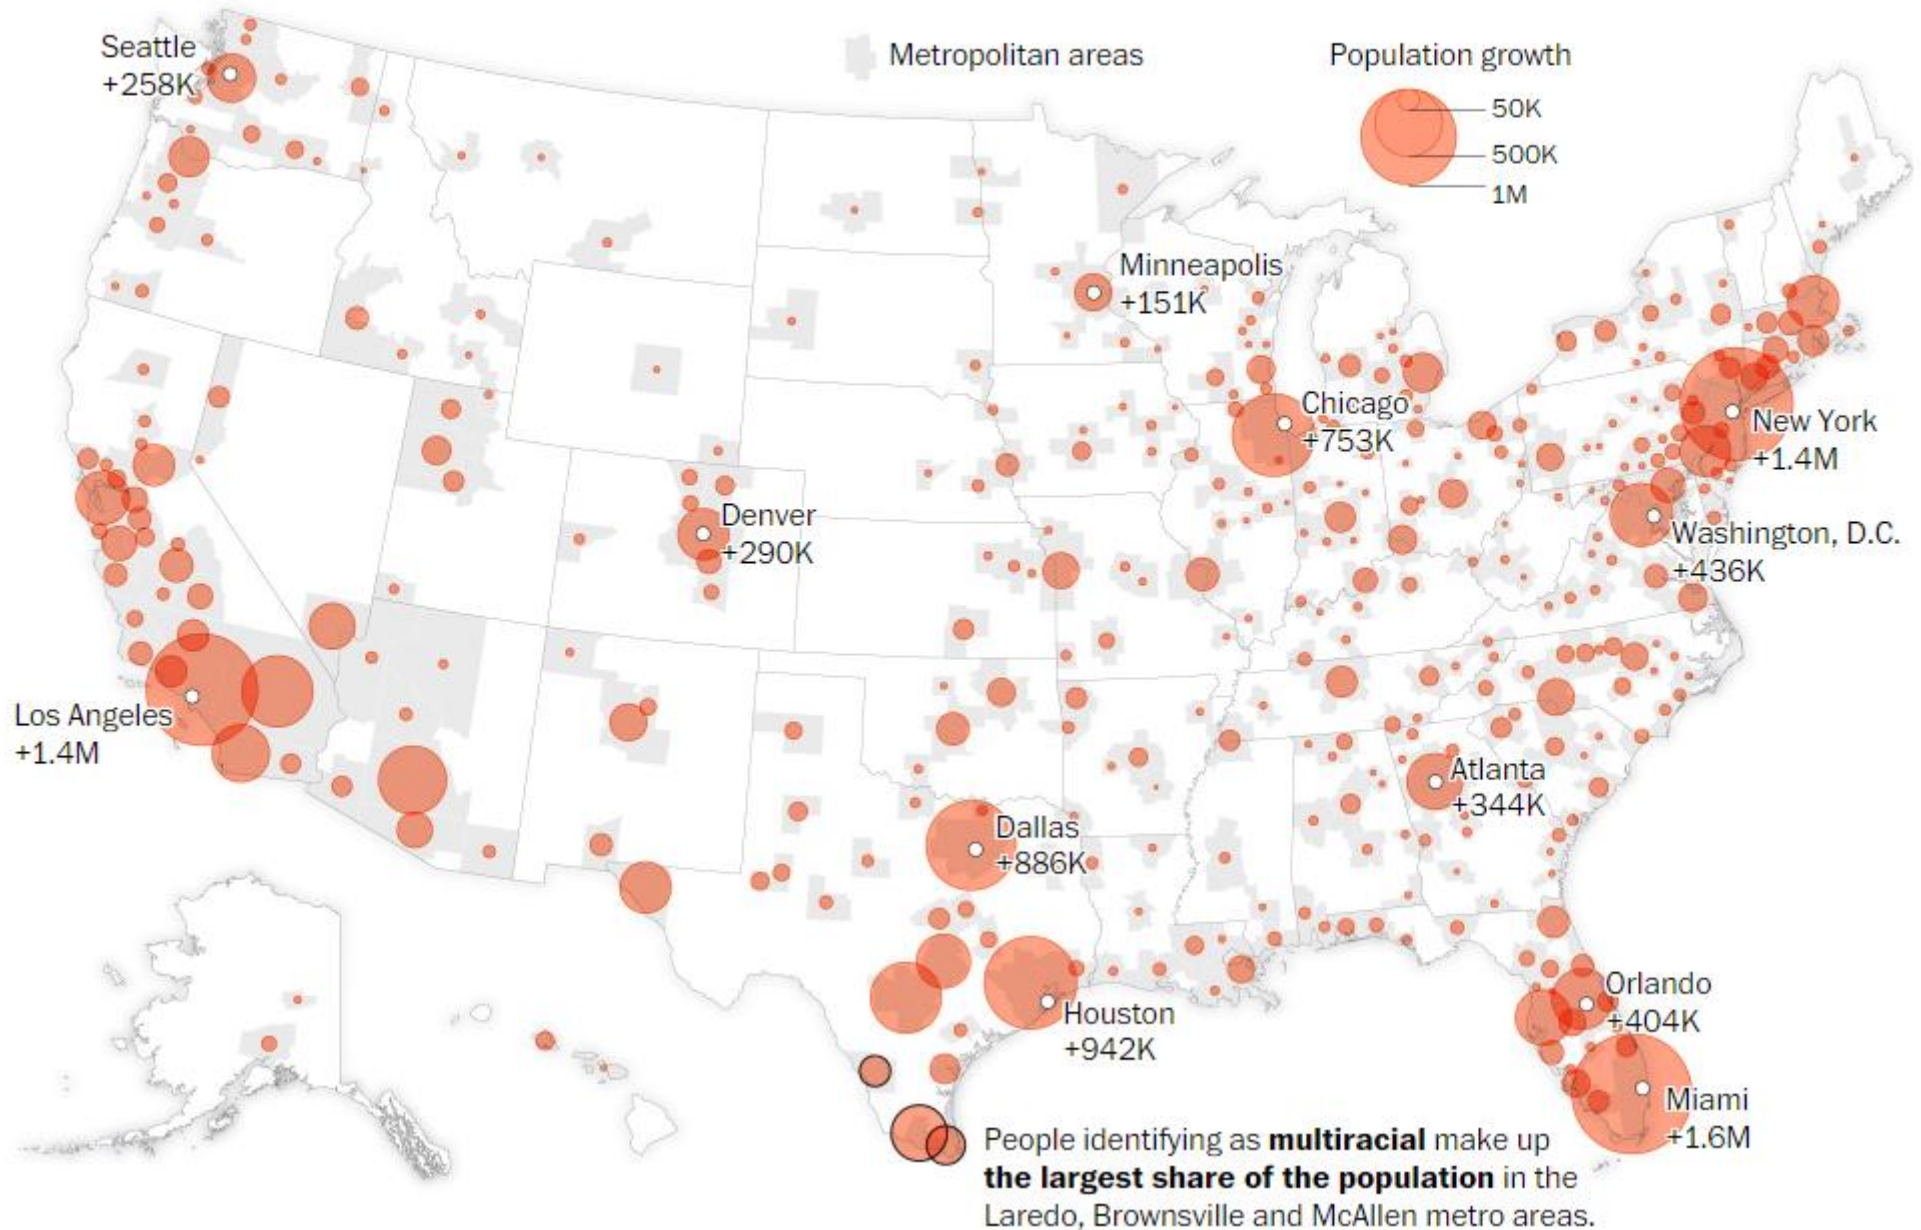 Seattle
+258K
Metropolitan areas
Population growth
50K
500K
1M
Minneapolis
+151K
Chicago
+753K
New York
+1.4M
Denver
+290K
Washington, D.C.
+436K
Los Angeles
+1.4M
Atlanta
+344K
Dallas
+886K
Orlando
+404K
Houston
+942K
Miami
+1.6M
People identifying as multiracial make up
the largest share of the population in the
Laredo, Brownsville and McAllen metro areas.